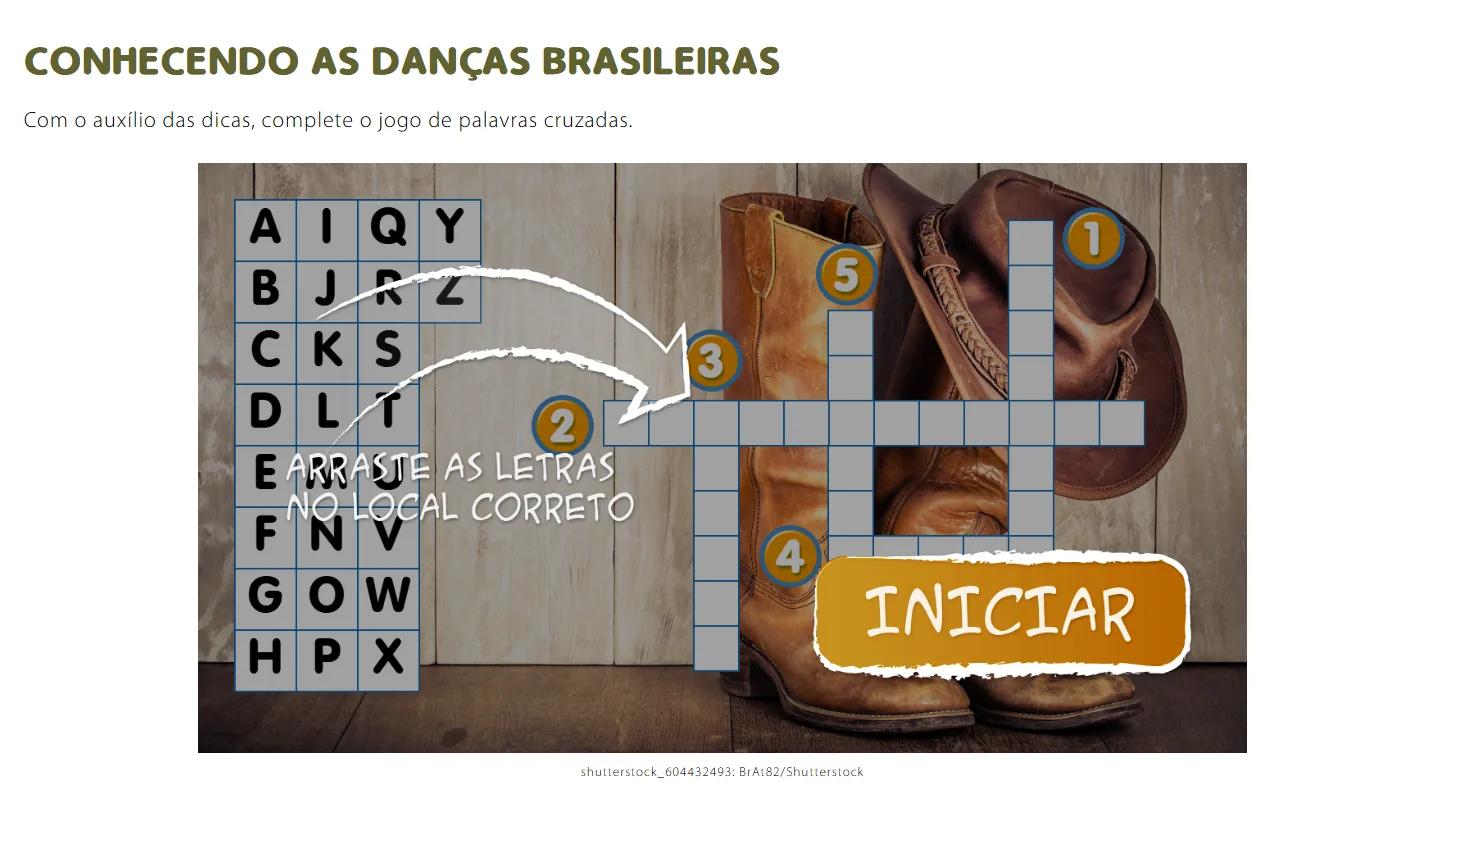 CONHECENDO AS DANÇAS BRASILEIRAS
Com o auxílio das dicas, complete o jogo de palavras cruzadas.
A I Q Y
B J R Z
C K S
D L T
E M U
F N V
G O W
H P X
1
5
3
2
4
ARRASTE AS LETRAS
NO LOCAL CORRETO
INICIAR
shutterstock_604432493: BrAt82/Shutterstock